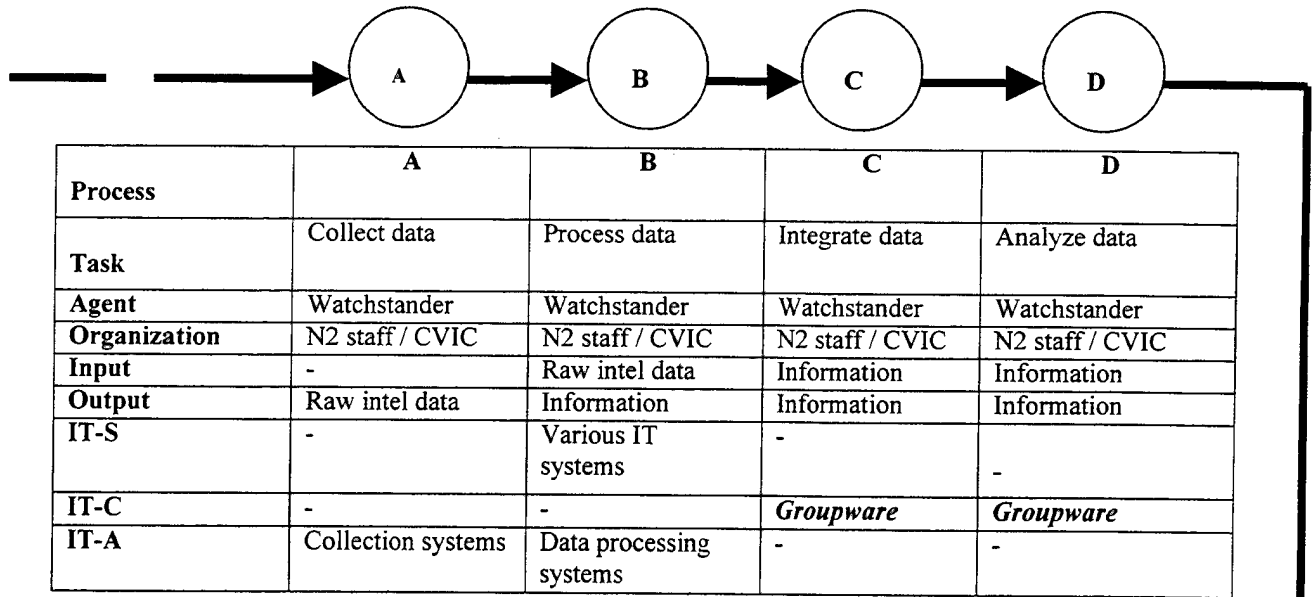 A B C D
Process A B C D
Task Collect data Process data Integrate data Analyze data
Agent Watchstander Watchstander Watchstander Watchstander
Organization N2 staff / CVIC N2 staff / CVIC N2 staff / CVIC N2 staff / CVIC
Input - Raw intel data Information Information
Output Raw intel data Information Information Information
IT-S - Various IT - -
systems
IT-C - - Groupware Groupware
IT-A Collection systems Data processing - -
systems